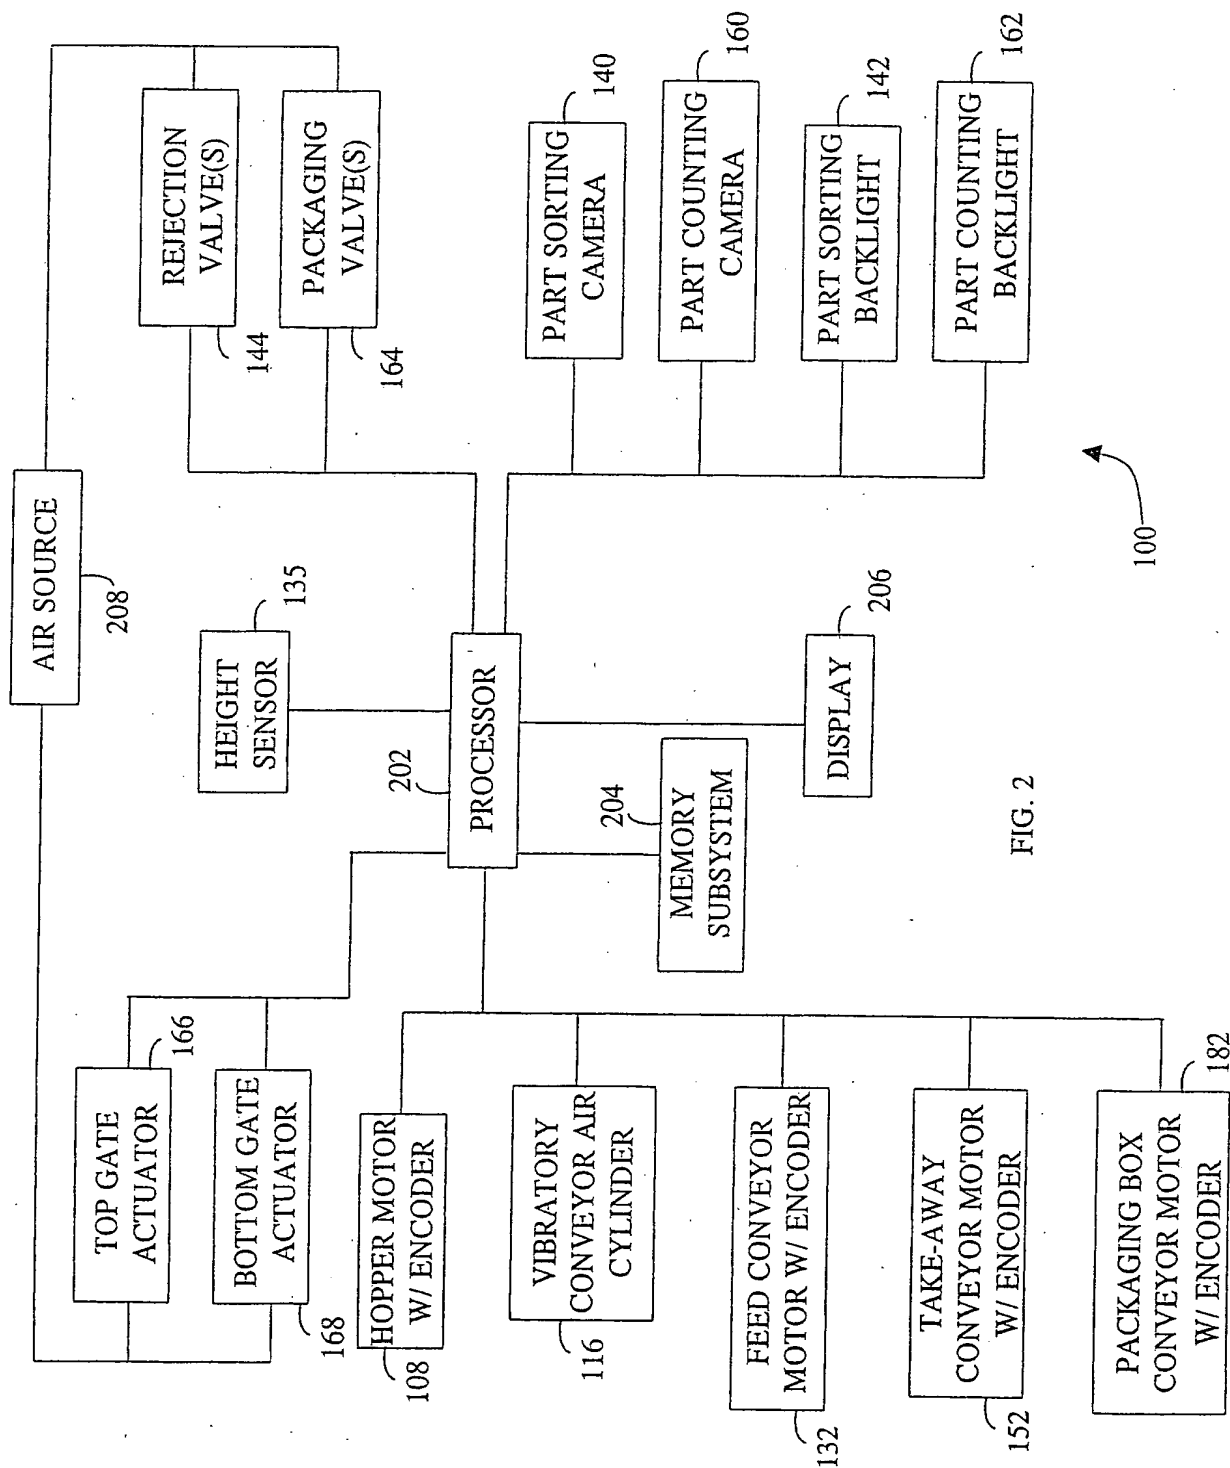 AIR SOURCE
208
TOP GATE
ACTUATOR
166
BOTTOM GATE
ACTUATOR
168
HEIGHT
SENSOR
135
REJECTION
VALVE(S)
144
PACKAGING
VALVE(S)
164
HOPPER MOTOR
W/ ENCODER
108
PROCESSOR
202
VIBRATORY
CONVEYOR AIR
CYLINDER
116
PART SORTING
CAMERA
140
MEMORY
SUBSYSTEM
204
PART COUNTING
CAMERA
160
FEED CONVEYOR
MOTOR W/ ENCODER
132
DISPLAY
206
PART SORTING
BACKLIGHT
142
TAKE-AWAY
CONVEYOR MOTOR
W/ ENCODER
152
PART COUNTING
BACKLIGHT
162
PACKAGING BOX
CONVEYOR MOTOR
W/ ENCODER
182
FIG. 2
100